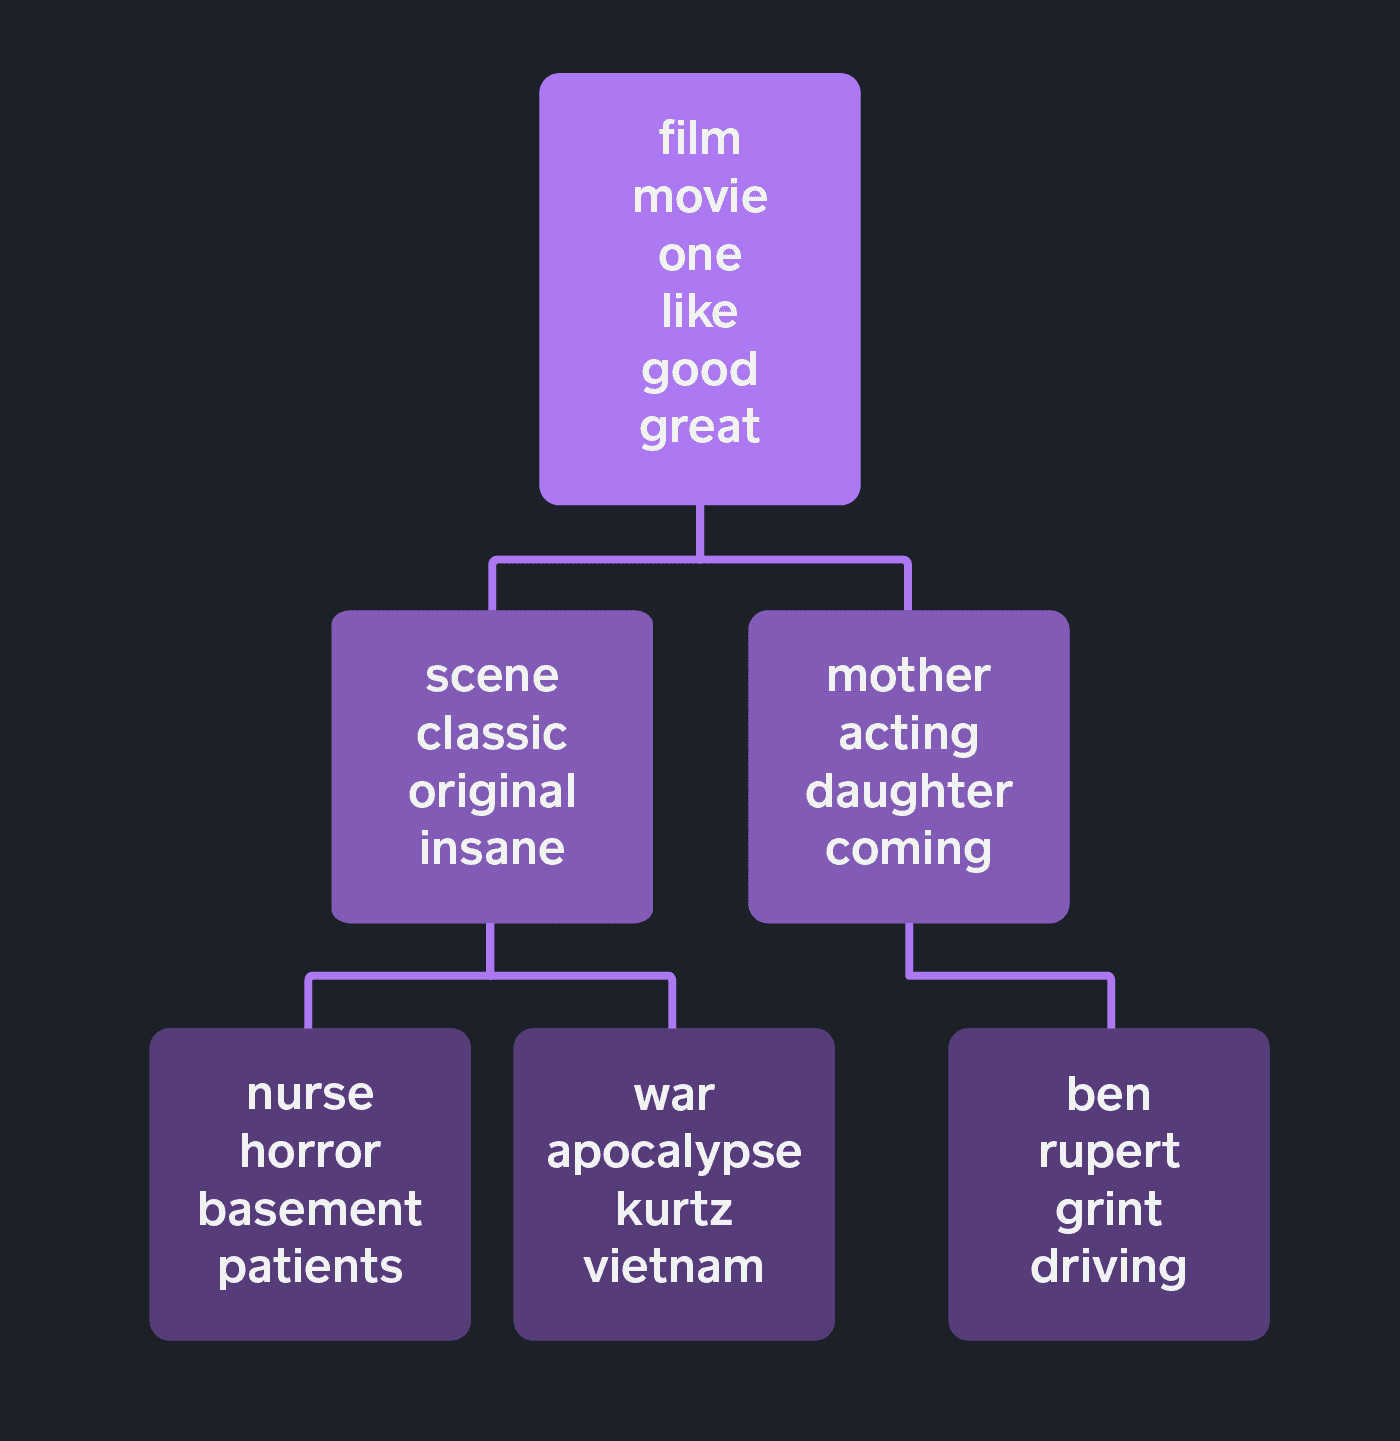 film
movie
one
like
good
great
scene
classic
original
insane
mother
acting
daughter
coming
nurse
horror
basement
patients
war
apocalypse
kurtz
vietnam
ben
rupert
grint
driving